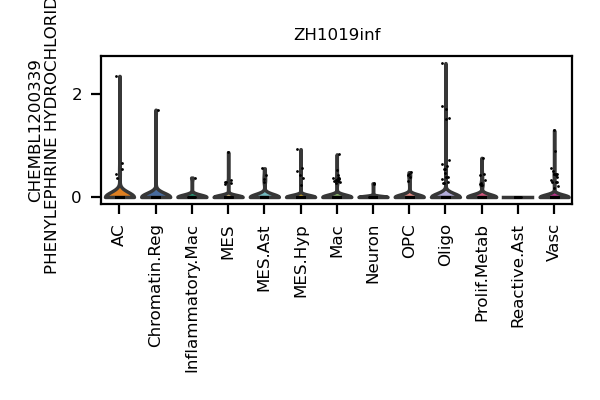 ZH1019inf
CHEMBL1200339
PHENYLEPHRINE HYDROCHLORID
2
0
AC
Chromatin.Reg
Inflammatory.Mac
MES
MES.Ast
MES.Hyp
Mac
Neuron
OPC
Oligo
Prolif.Metab
Reactive.Ast
Vasc